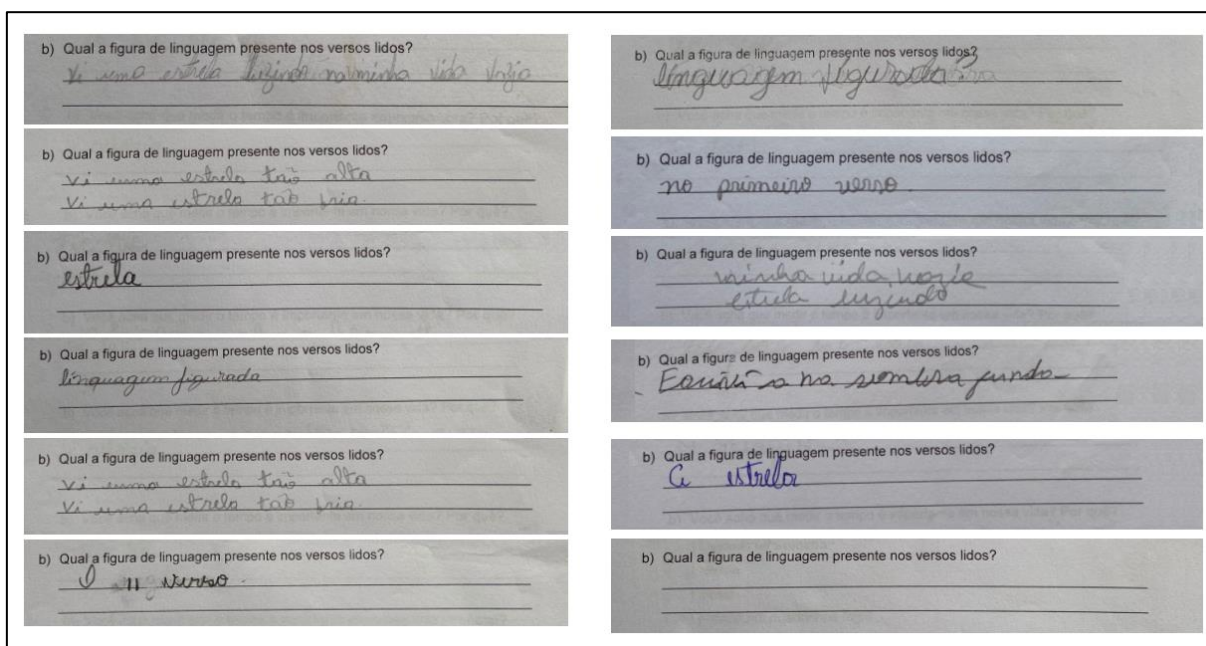 b) Qual a figura de linguagem presente nos versos lidos?
Vi uma estrela luzindo na minha vida vazia
b) Qual a figura de linguagem presente nos versos lidos?
Vi uma estrela tão alta
Vi uma estrela tão fria.
b) Qual a figura de linguagem presente nos versos lidos?
estrela
b) Qual a figura de linguagem presente nos versos lidos?
linguagem figurada
b) Qual a figura de linguagem presente nos versos lidos?
Vi uma estrela tão alta
Vi uma estrela tão fria.
b) Qual a figura de linguagem presente nos versos lidos?
O 11 verso.
b) Qual a figura de linguagem presente nos versos lidos?
linguagem figurada
b) Qual a figura de linguagem presente nos versos lidos?
no primeiro verso.
b) Qual a figura de linguagem presente nos versos lidos?
minha vida
luzindo
b) Qual a figura de linguagem presente nos versos lidos?
na sombra
b) Qual a figura de linguagem presente nos versos lidos?
A estrela
b) Qual a figura de linguagem presente nos versos lidos?